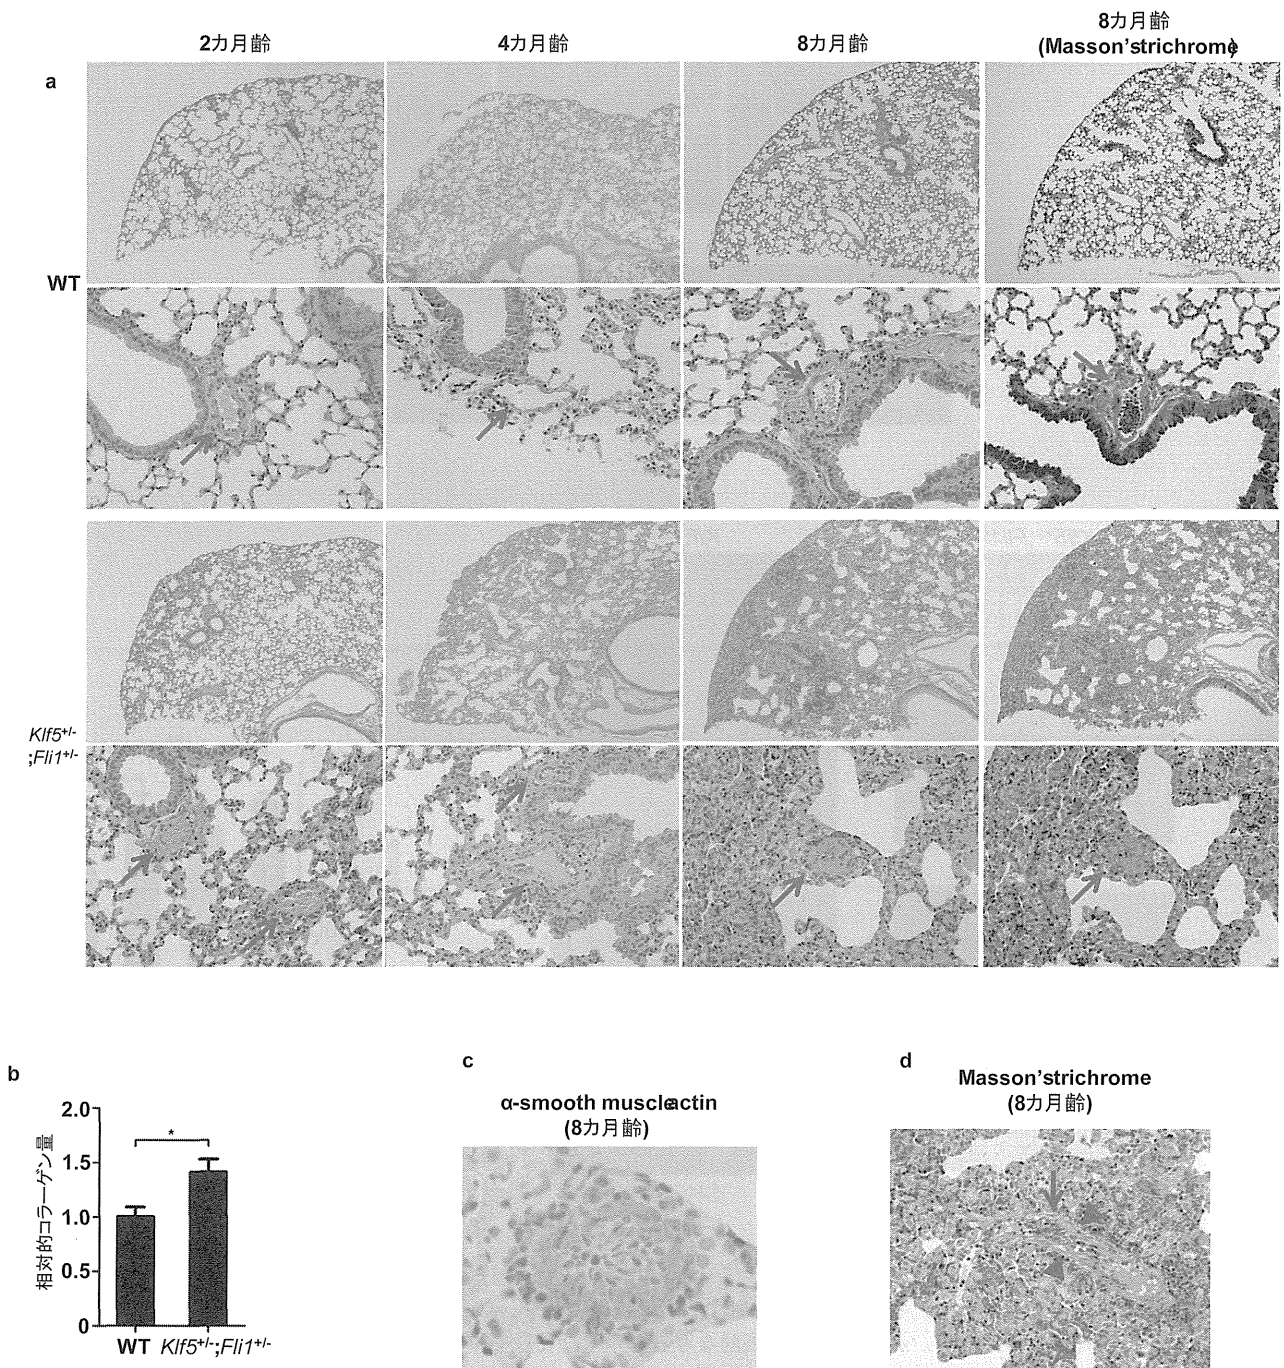 2カ月齢
4カ月齢
8カ月齢
8カ月齢
(Masson'strichrome)
a
WT
Klf5+/-
;Fli1+/-
b
相対的コラーゲン量
2.0
1.5
1.0
0.5
0
*
WT
Klf5+/-;Fli1+/-
c
α-smooth muscleactin
(8カ月齢)
d
Masson'strichrome
(8カ月齢)